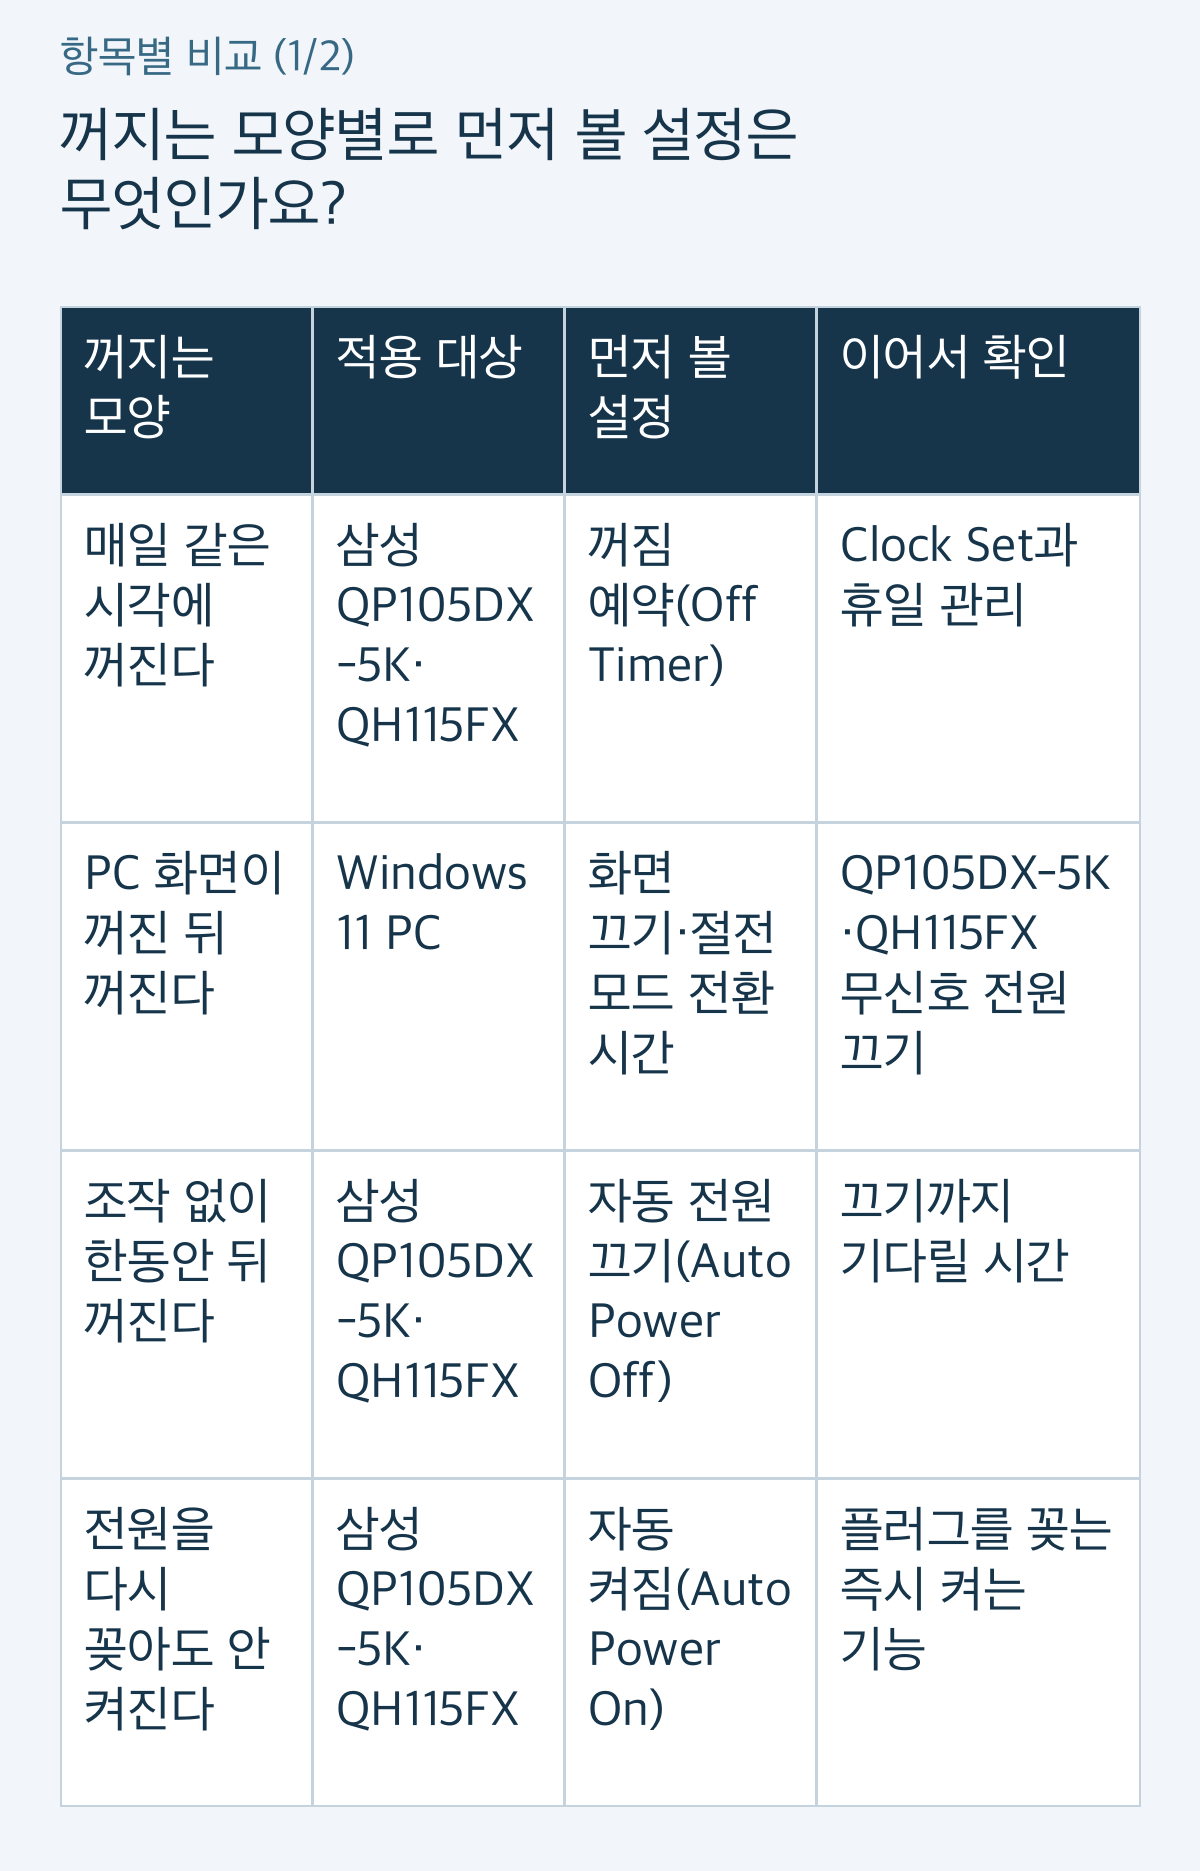 항목별 비교 (1/2)
꺼지는 모양별로 먼저 볼 설정은
무엇인가요?
꺼지는
모양
적용 대상
먼저 볼
설정
이어서 확인
매일 같은
시각에
꺼진다
삼성
QP105DX
-5K·
QH115FX
꺼짐
예약(Off
Timer)
Clock Set과
휴일 관리
PC 화면이
꺼진 뒤
꺼진다
Windows
11 PC
화면
끄기·절전
모드 전환
시간
QP105DX-5K
·QH115FX
무신호 전원
끄기
조작 없이
한동안 뒤
꺼진다
삼성
QP105DX
-5K·
QH115FX
자동 전원
끄기(Auto
Power
Off)
끄기까지
기다릴 시간
전원을
다시
꽂아도 안
켜진다
삼성
QP105DX
-5K·
QH115FX
자동
켜짐(Auto
Power
On)
플러그를 꽂는
즉시 켜는
기능